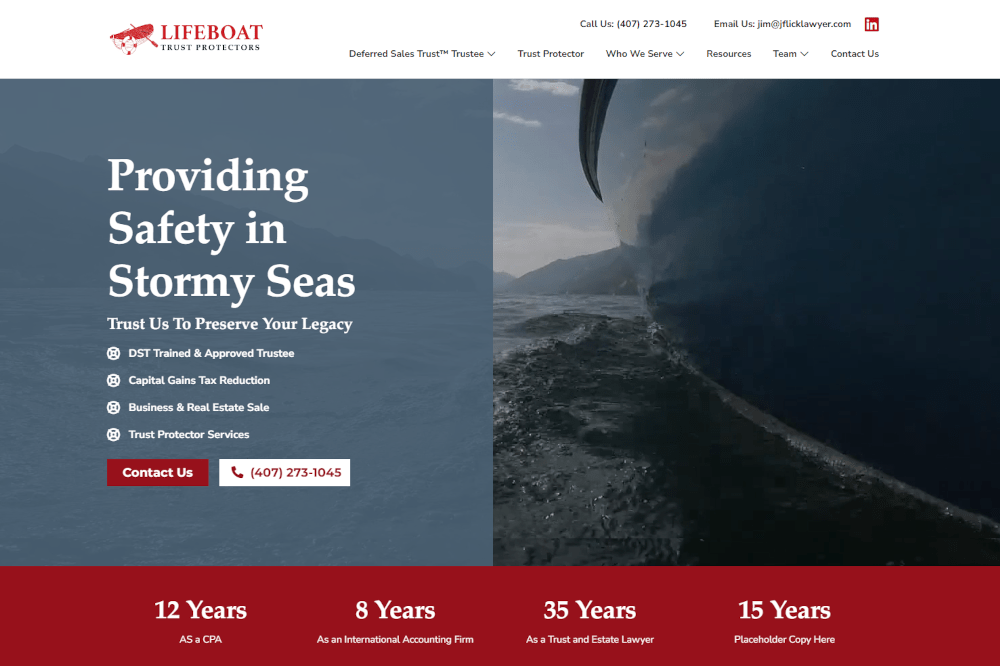 LIFEBOAT
TRUST PROTECTORS
Call Us: (407) 273-1045
Email Us: jim@jflicklawyer.com
in
Deferred Sales Trust™ Trustee
Trust Protector
Who We Serve
Resources
Team
Contact Us
Providing
Safety in
Stormy Seas
Trust Us To Preserve Your Legacy
DST Trained & Approved Trustee
Capital Gains Tax Reduction
Business & Real Estate Sale
Trust Protector Services
Contact Us
(407) 273-1045
12 Years
AS a CPA
8 Years
As an International Accounting Firm
35 Years
As a Trust and Estate Lawyer
15 Years
Placeholder Copy Here